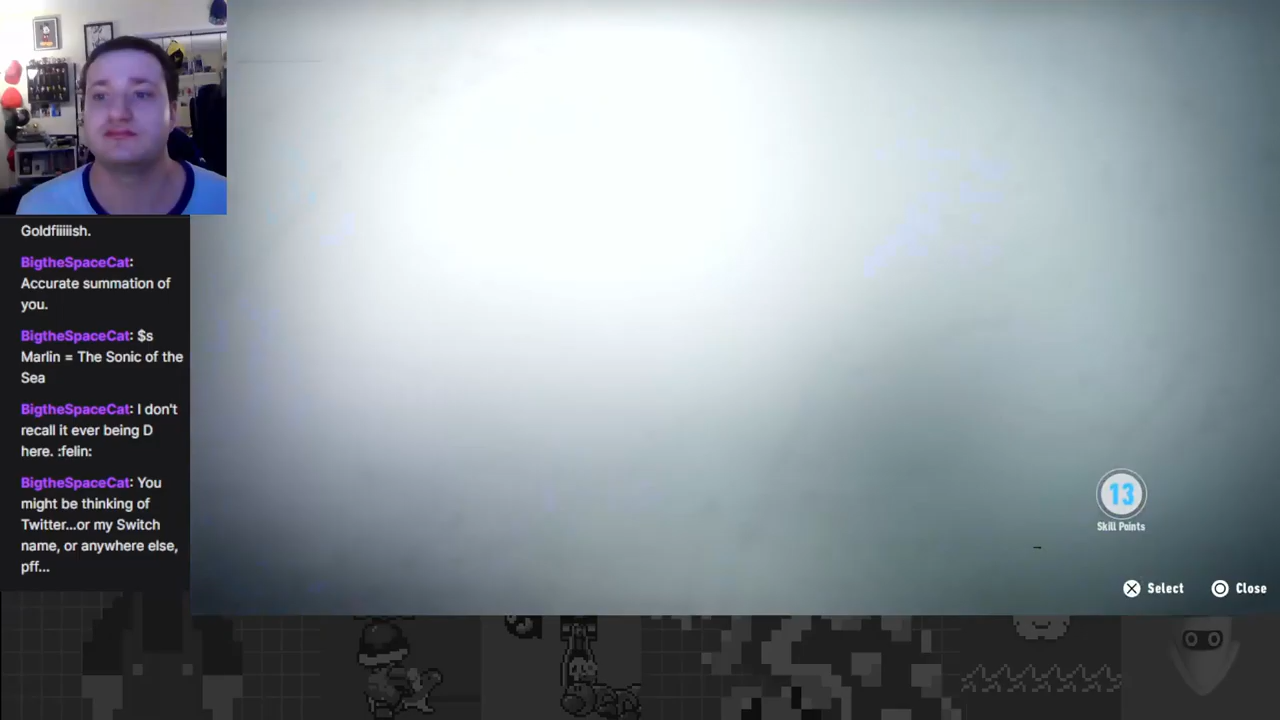 Goldfiiiiish.
BigtheSpaceCat:
Accurate summation of
you.
BigtheSpaceCat: $s
Marlin = The Sonic of the
Sea
BigtheSpaceCat: I don't
recall it ever being D
here. :felin:
BigtheSpaceCat: You
might be thinking of
Twitter...or my Switch
name, or anywhere else,
pff...
13
Skill Points
Select
Close